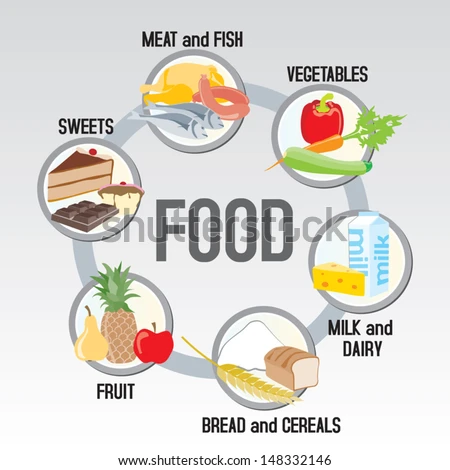 MEAT and FISH
VEGETABLES
SWEETS
FOOD
milk
milk
MILK and
DAIRY
FRUIT
BREAD and CEREALS
shutterstock
www.shutterstock.com · 148332146